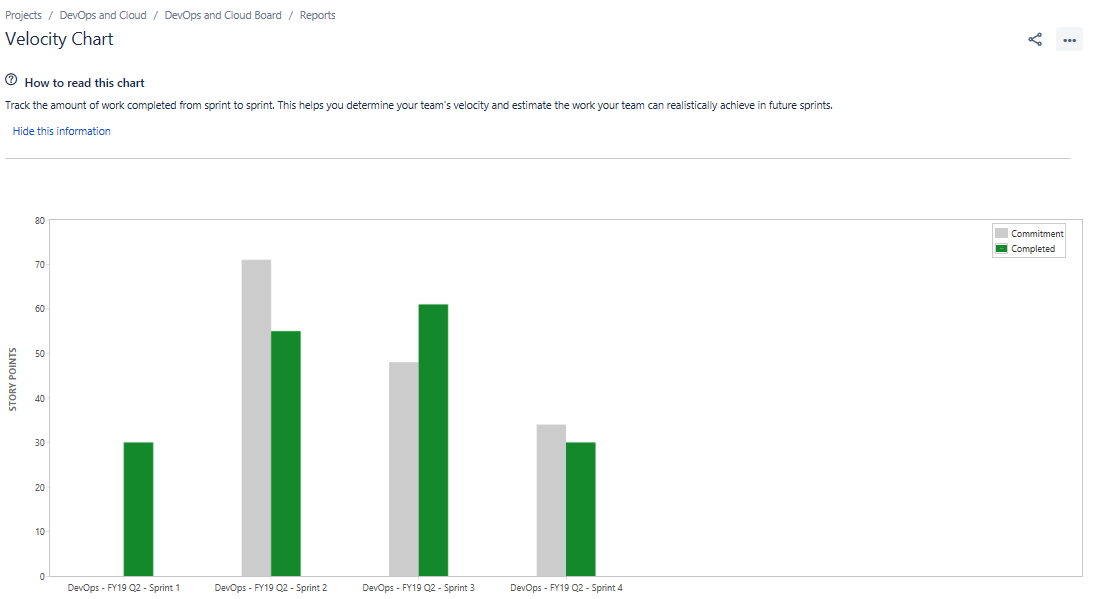 Projects / DevOps and Cloud / DevOps and Cloud Board / Reports
Velocity Chart
How to read this chart
Track the amount of work completed from sprint to sprint. This helps you determine your team's velocity and estimate the work your team can realistically achieve in future sprints.
Hide this information
Commitment
Completed
STORY POINTS
80
70
60
50
40
30
20
10
0
DevOps - FY19 Q2 - Sprint 1
DevOps - FY19 Q2 - Sprint 2
DevOps - FY19 Q2 - Sprint 3
DevOps - FY19 Q2 - Sprint 4